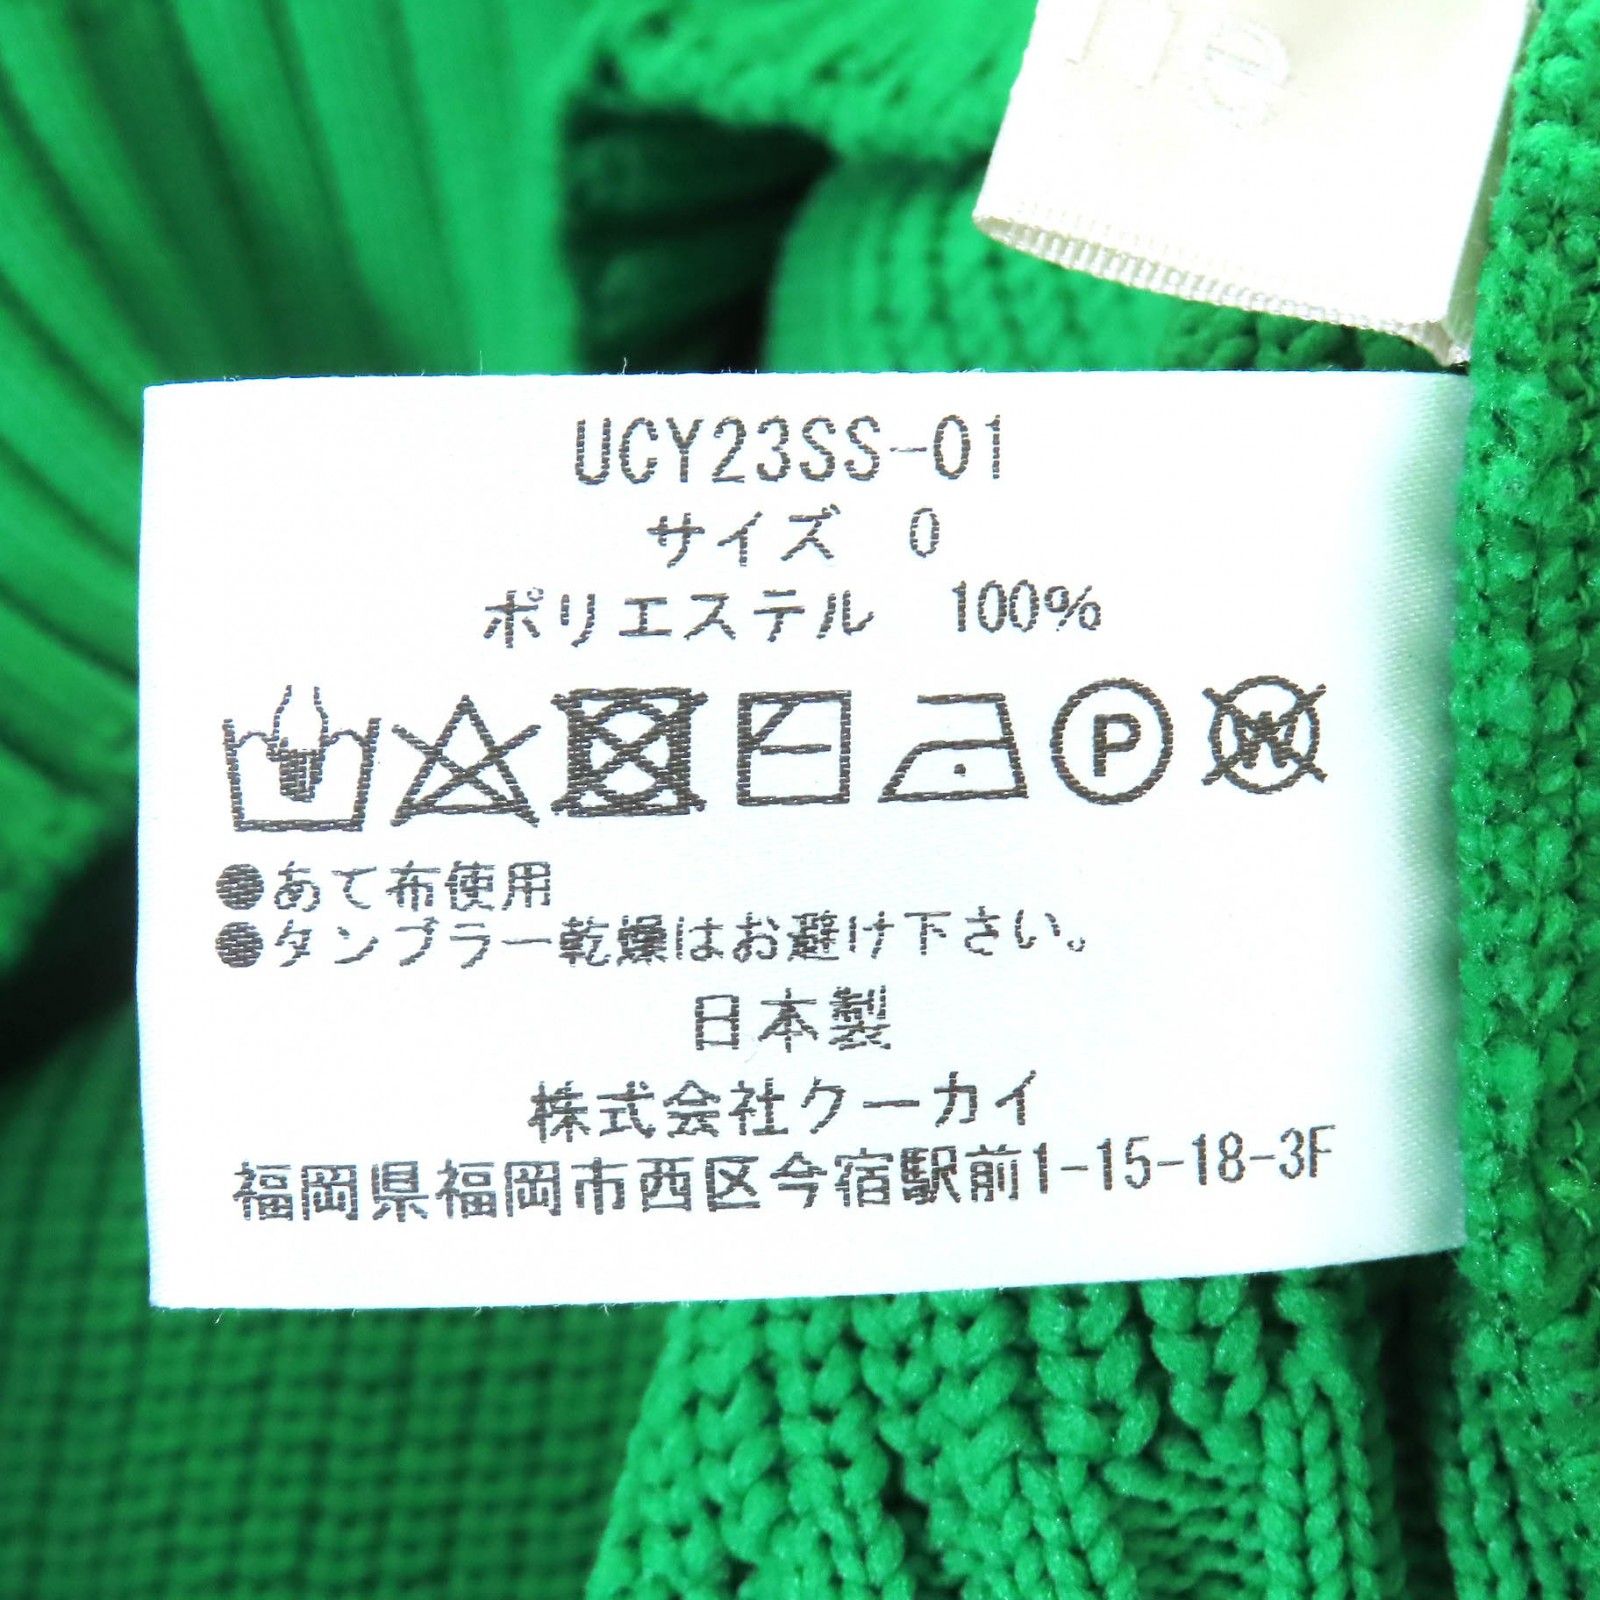 ne
UCY23SS-01
サイズ 0
ポリエステル 100%
P
W
●あて布使用
●タンブラー乾燥はお避け下さい。
日本製
株式会社クーカイ
福岡県福岡市西区今宿駅前1-15-18-3F